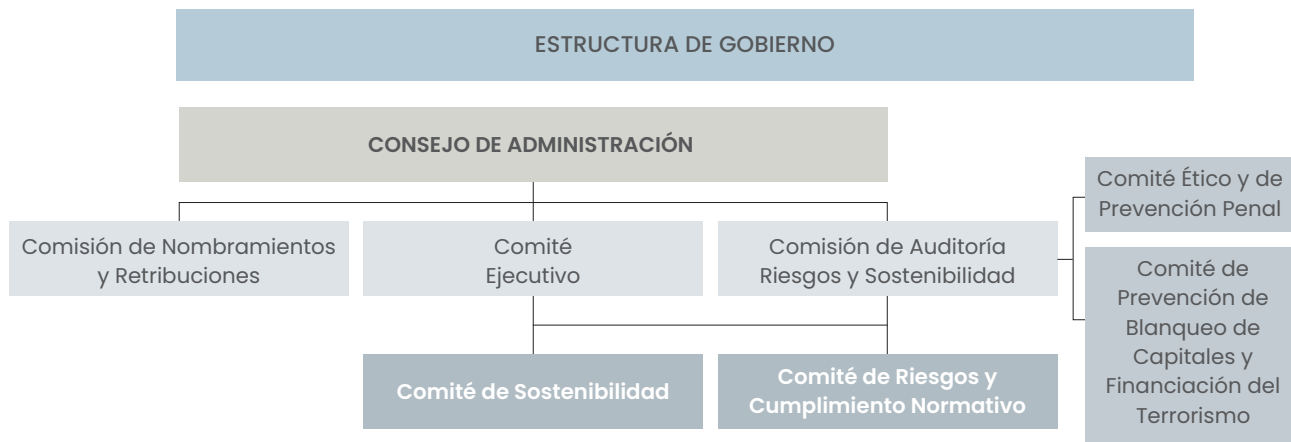 ESTRUCTURA DE GOBIERNO
CONSEJO DE ADMINISTRACIÓN
Comisión de Nombramientos
y Retribuciones
Comité
Ejecutivo
Comisión de Auditoría
Riesgos y Sostenibilidad
Comité Ético y de
Prevención Penal
Comité de
Prevención de
Blanqueo de
Capitales y
Financiación del
Terrorismo
Comité de Sostenibilidad
Comité de Riesgos y
Cumplimiento Normativo